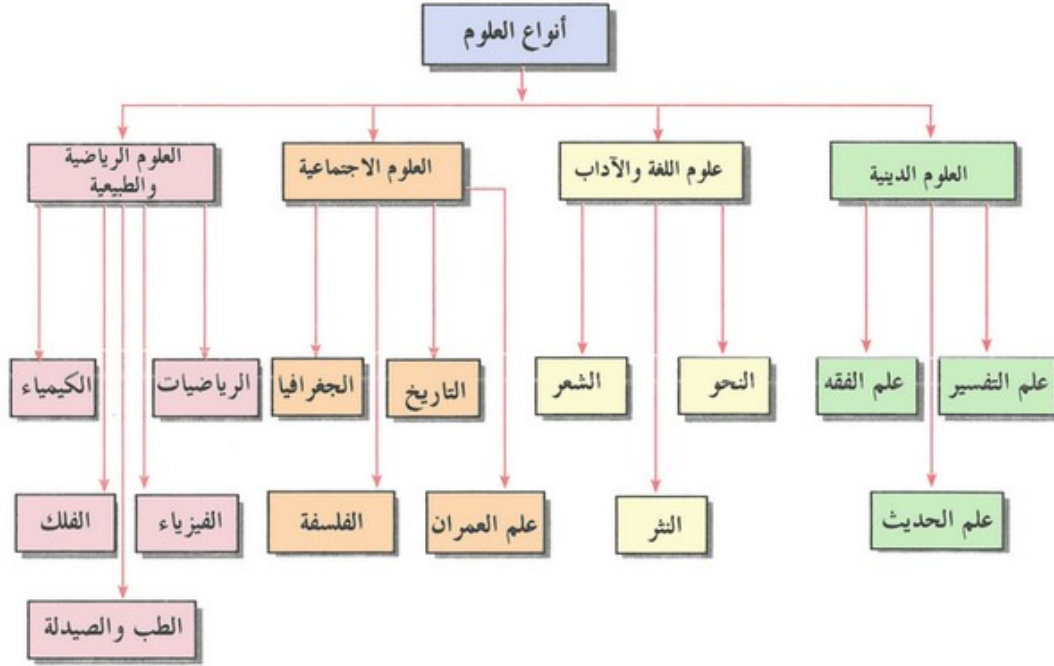 أنواع العلوم
العلوم الدينية
علوم اللغة والآداب
العلوم الاجتماعية
العلوم الرياضية
والطبيعية
علم التفسير
علم الفقه
النحو
الشعر
التاريخ
الجغرافيا
الرياضيات
الكيمياء
علم الحديث
النثر
علم العمران
الفلسفة
الفيزياء
الفلك
الطب والصيدلة